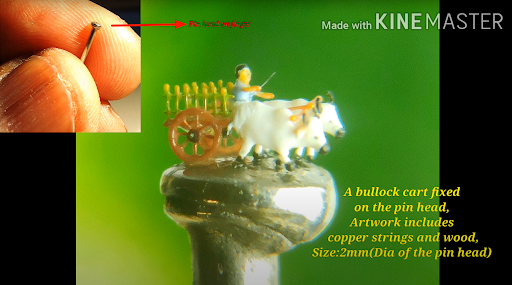 Made with KINEMASTER
A bullock cart fixed
on the pin head,
Artwork includes
copper strings and wood,
Size:2mm(Dia of the pin head)